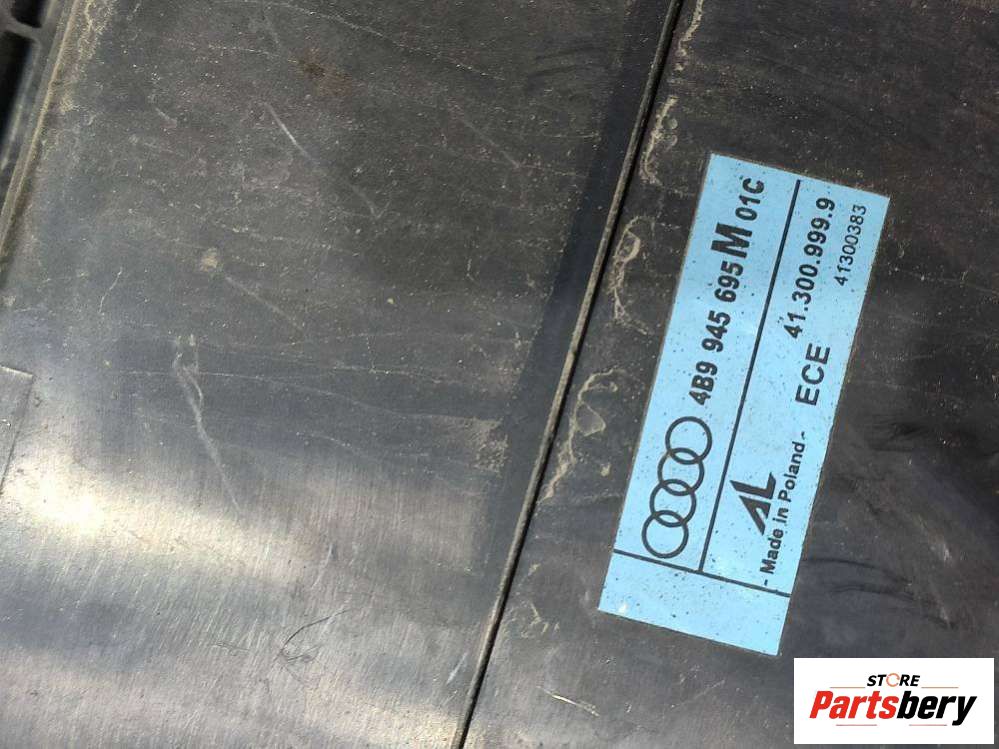 4B9 945 695 M 01C
AL
- Made in Poland -
ECE 41.300.999.9
41300383
STORE
Partsbery